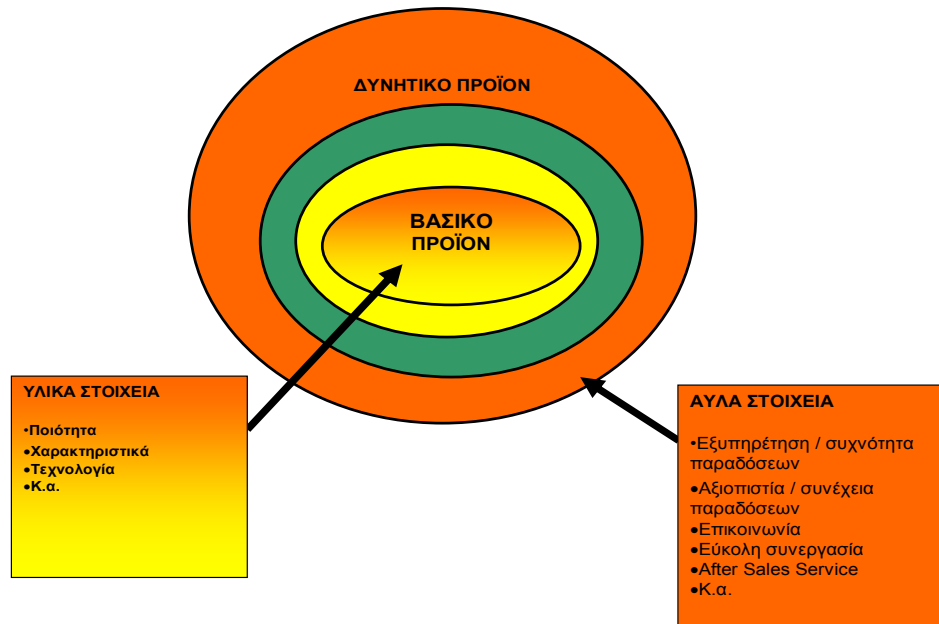 ΔΥΝΗΤΙΚΟ ΠΡΟΪΟΝ
ΒΑΣΙΚΟ
ΠΡΟΪΟΝ
ΥΛΙΚΑ ΣΤΟΙΧΕΙΑ
•Ποιότητα
•Χαρακτηριστικά
•Τεχνολογία
•Κ.α.
ΑΥΛΑ ΣΤΟΙΧΕΙΑ
•Εξυπηρέτηση / συχνότητα
παραδόσεων
•Αξιοπιστία / συνέχεια
παραδόσεων
•Επικοινωνία
•Εύκολη συνεργασία
•After Sales Service
•Κ.α.